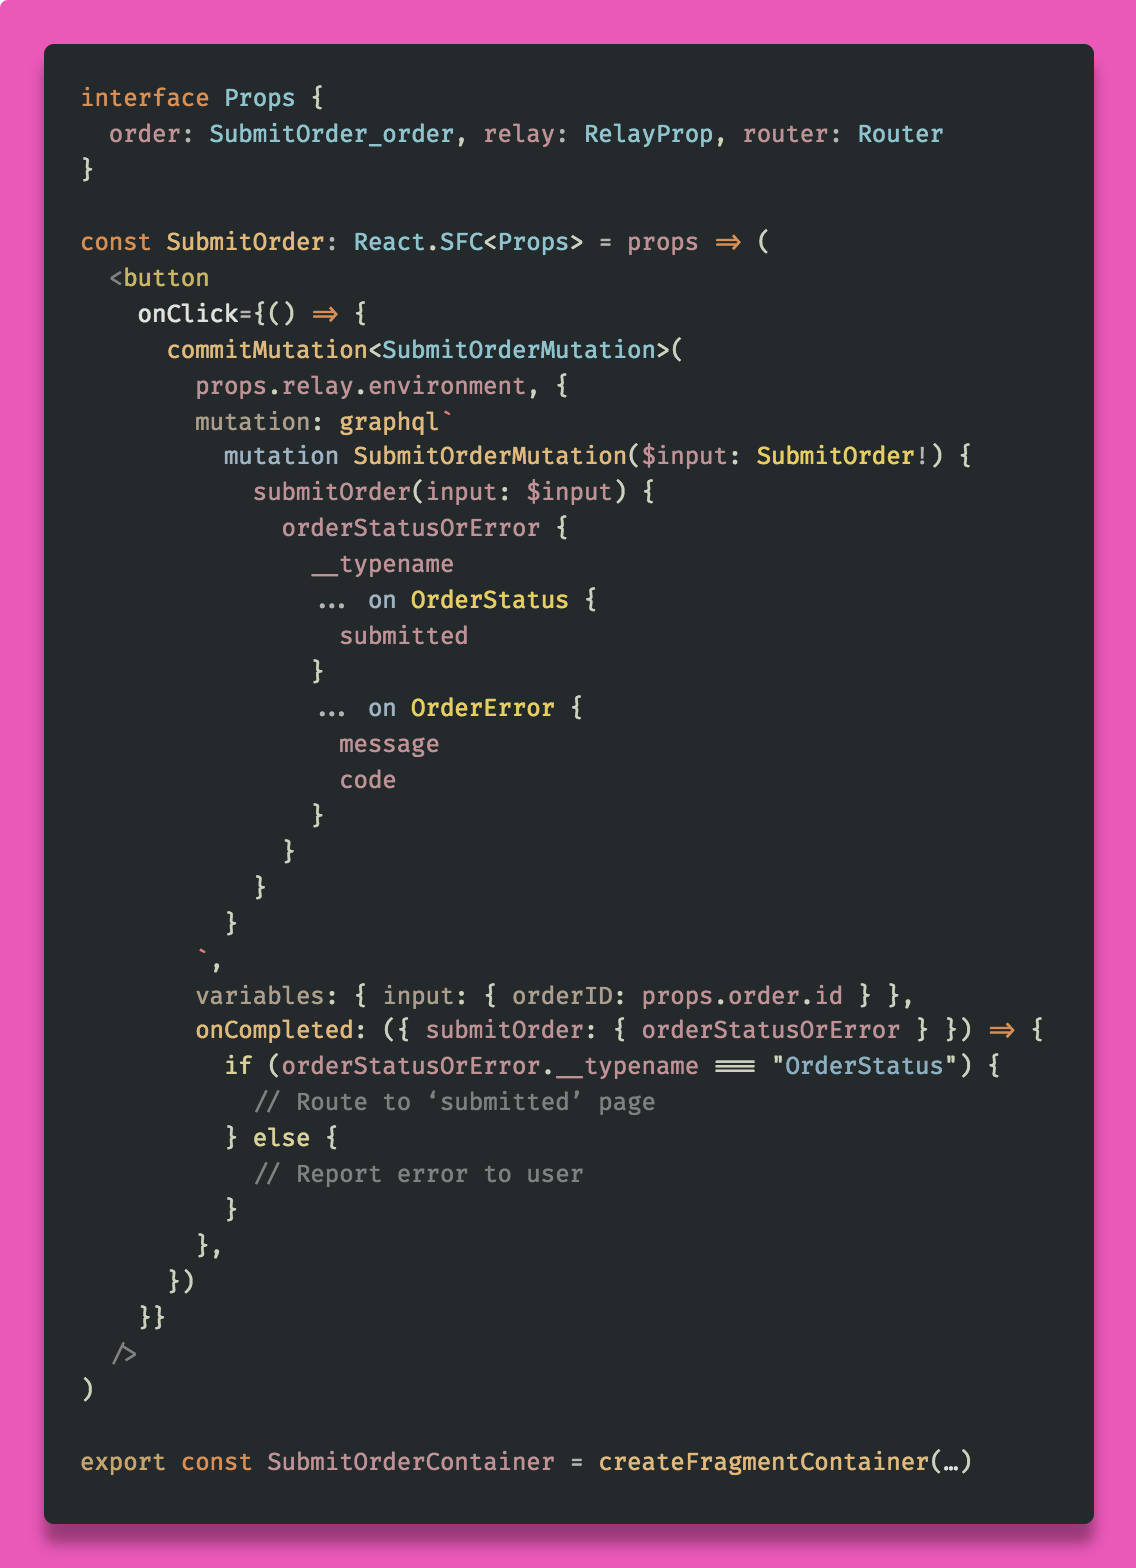 interface Props {
  order: SubmitOrder_order, relay: RelayProp, router: Router
}

const SubmitOrder: React.SFC<Props> = props => (
  <button
    onClick={() => {
      commitMutation<SubmitOrderMutation>(
        props.relay.environment, {
        mutation: graphql`
          mutation SubmitOrderMutation($input: SubmitOrder!) {
            submitOrder(input: $input) {
              orderStatusOrError {
                __typename
                ... on OrderStatus {
                  submitted
                }
                ... on OrderError {
                  message
                  code
                }
              }
            }
          }
        `,
        variables: { input: { orderID: props.order.id } },
        onCompleted: ({ submitOrder: { orderStatusOrError } }) => {
          if (orderStatusOrError.__typename === "OrderStatus") {
            // Route to ‘submitted’ page
          } else {
            // Report error to user
          }
        },
      })
    }}
  />
)

export const SubmitOrderContainer = createFragmentContainer(…)